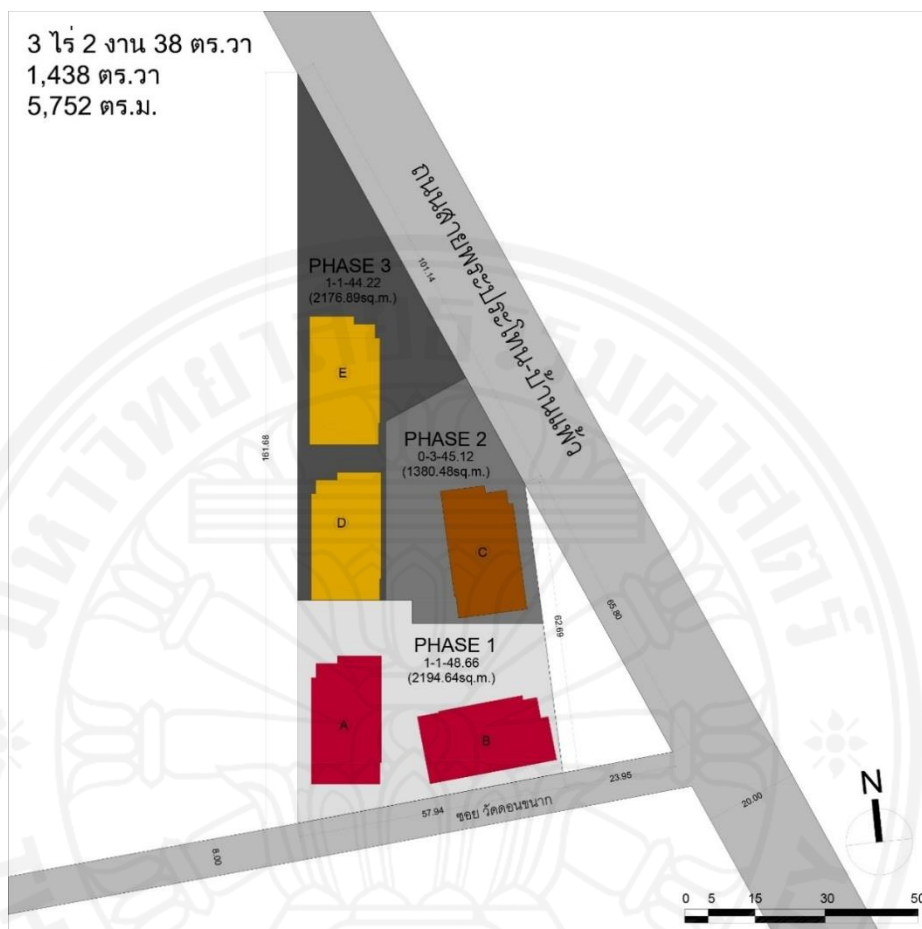 3 ไร่ 2 งาน 38 ตร.วา
1,438 ตร.วา
5,752 ตร.ม.
ถนนสายพระประโทน-บ้านแพ้ว
101.14
PHASE 3
1-1-44.22
(2176.89sq.m.)
E
161.68
PHASE 2
0-3-45.12
(1380.48sq.m.)
D
C
65.80
62.69
PHASE 1
1-1-48.66
(2194.64sq.m.)
A
B
23.95
57.94
ซอย วัดดอนขนาก
20.00
8.00
N
0 5 15 30 50